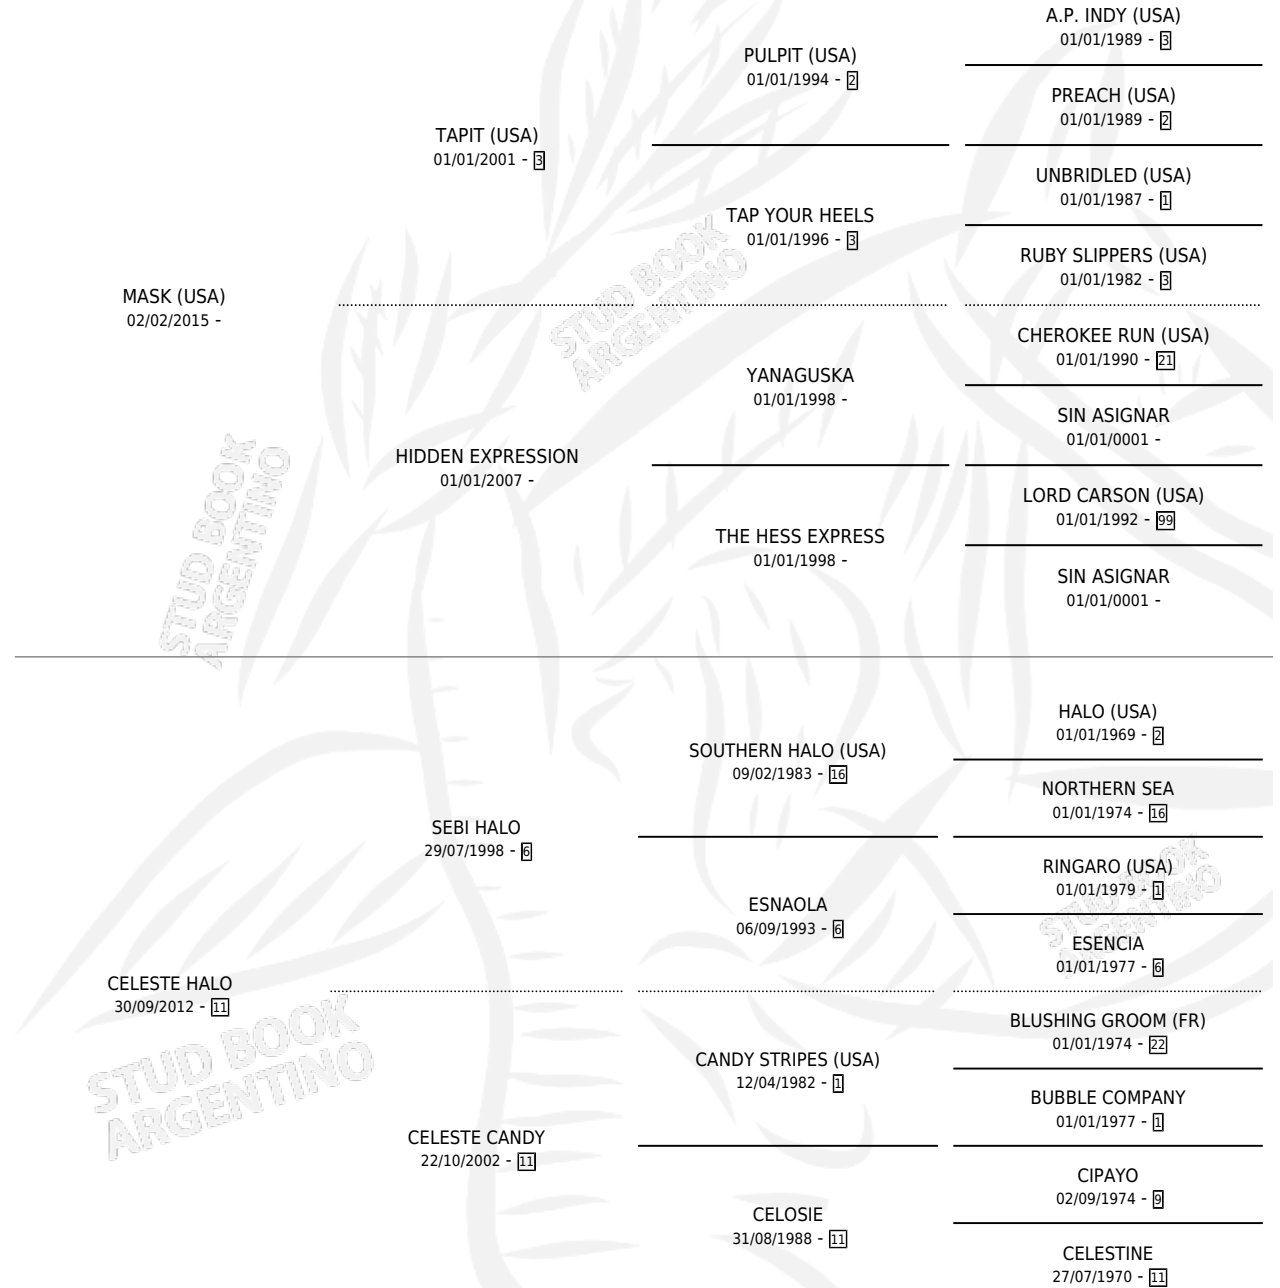 A.P. INDY (USA)
01/01/1989 - 3
PULPIT (USA)
01/01/1994 - 2
PREACH (USA)
01/01/1989 - 2
TAPIT (USA)
01/01/2001 - 3
UNBRIDLED (USA)
01/01/1987 - 1
TAP YOUR HEELS
01/01/1996 - 3
RUBY SLIPPERS (USA)
01/01/1982 - 3
MASK (USA)
02/02/2015 -
STUD BOOK
ARGENTINO
CHEROKEE RUN (USA)
01/01/1990 - 21
YANAGUSKA
01/01/1998 -
SIN ASIGNAR
01/01/0001 -
HIDDEN EXPRESSION
01/01/2007 -
LORD CARSON (USA)
01/01/1992 - 99
THE HESS EXPRESS
01/01/1998 -
SIN ASIGNAR
01/01/0001 -
STUD BOOK
ARGENTINO
HALO (USA)
01/01/1969 - 2
SOUTHERN HALO (USA)
09/02/1983 - 16
NORTHERN SEA
01/01/1974 - 16
SEBI HALO
29/07/1998 - 6
RINGARO (USA)
01/01/1979 - 1
ESNAOLA
06/09/1993 - 6
STUD BOOK
ARGENTINO
ESENCIA
01/01/1977 - 6
CELESTE HALO
30/09/2012 - 11
BLUSHING GROOM (FR)
01/01/1974 - 22
CANDY STRIPES (USA)
12/04/1982 - 1
STUD BOOK
ARGENTINO
BUBBLE COMPANY
01/01/1977 - 1
CELESTE CANDY
22/10/2002 - 11
CIPAYO
02/09/1974 - 9
CELOSIE
31/08/1988 - 11
CELESTINE
27/07/1970 - 11